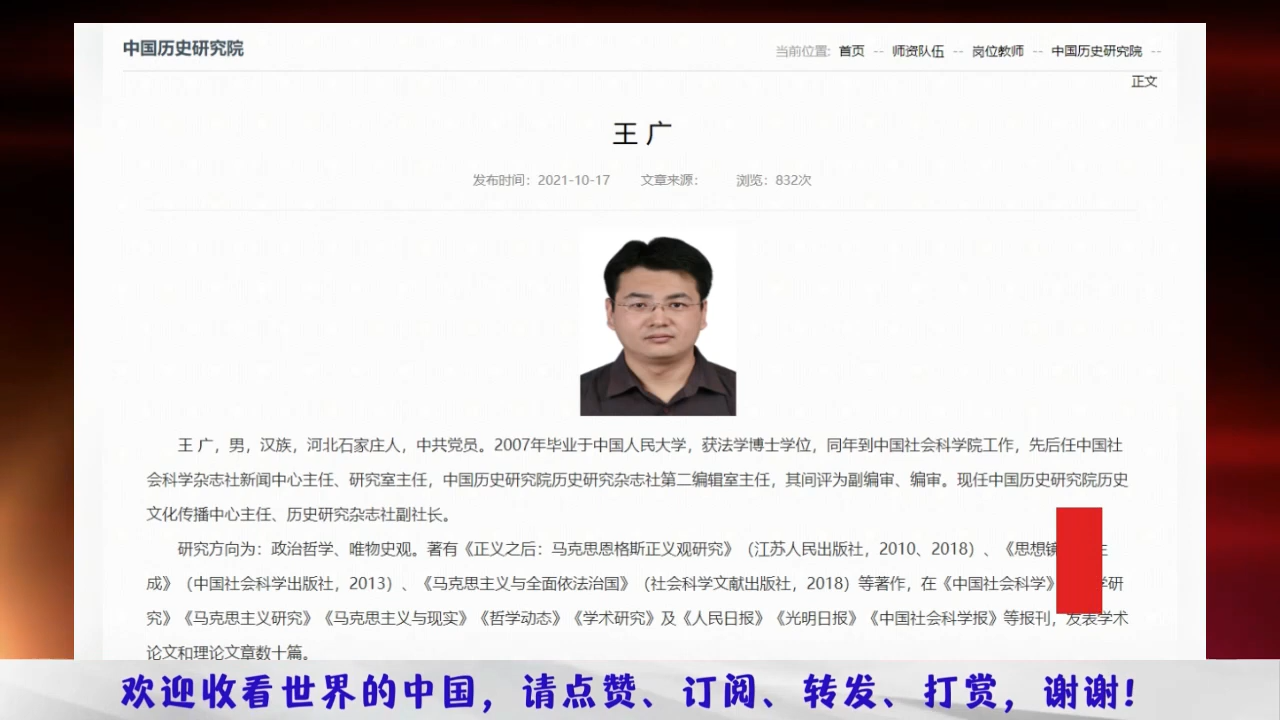 中国历史研究院
当前位置: 首页 -- 师资队伍 -- 岗位教师 -- 中国历史研究院 --
正文
王 广
发布时间：2021-10-17 文章来源： 浏览：832次
王 广，男，汉族，河北石家庄人，中共党员。2007年毕业于中国人民大学，获法学博士学位，同年到中国社会科学院工作，先后任中国社
会科学杂志社新闻中心主任、研究室主任，中国历史研究院历史研究杂志社第二编辑室主任，其间评为副编审、编审。现任中国历史研究院历史
文化传播中心主任、历史研究杂志社副社长。
研究方向为：政治哲学、唯物史观。著有《正义之后：马克思恩格斯正义观研究》（江苏人民出版社，2010、2018）、《思想镜 生
成》（中国社会科学出版社，2013）、《马克思主义与全面依法治国》（社会科学文献出版社，2018）等著作，在《中国社会科学》 学研
究》《马克思主义研究》《马克思主义与现实》《哲学动态》《学术研究》及《人民日报》《光明日报》《中国社会科学报》等报刊，发表学术
论文和理论文章数十篇。
欢迎收看世界的中国，请点赞、订阅、转发、打赏，谢谢!